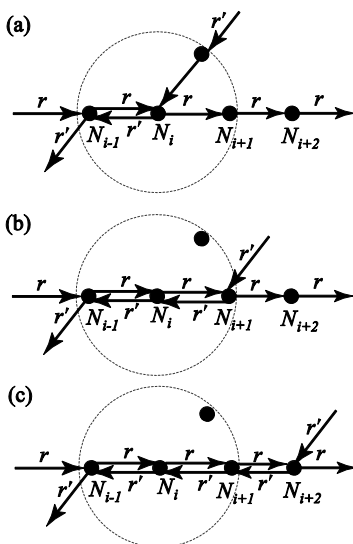 (a)
r'
r r r r r
r' r'
N_{i-1} N_i N_{i+1} N_{i+2}
(b)
r'
r r r r r
r' r' r'
N_{i-1} N_i N_{i+1} N_{i+2}
(c)
r'
r r r r r
r' r' r' r'
N_{i-1} N_i N_{i+1} N_{i+2}